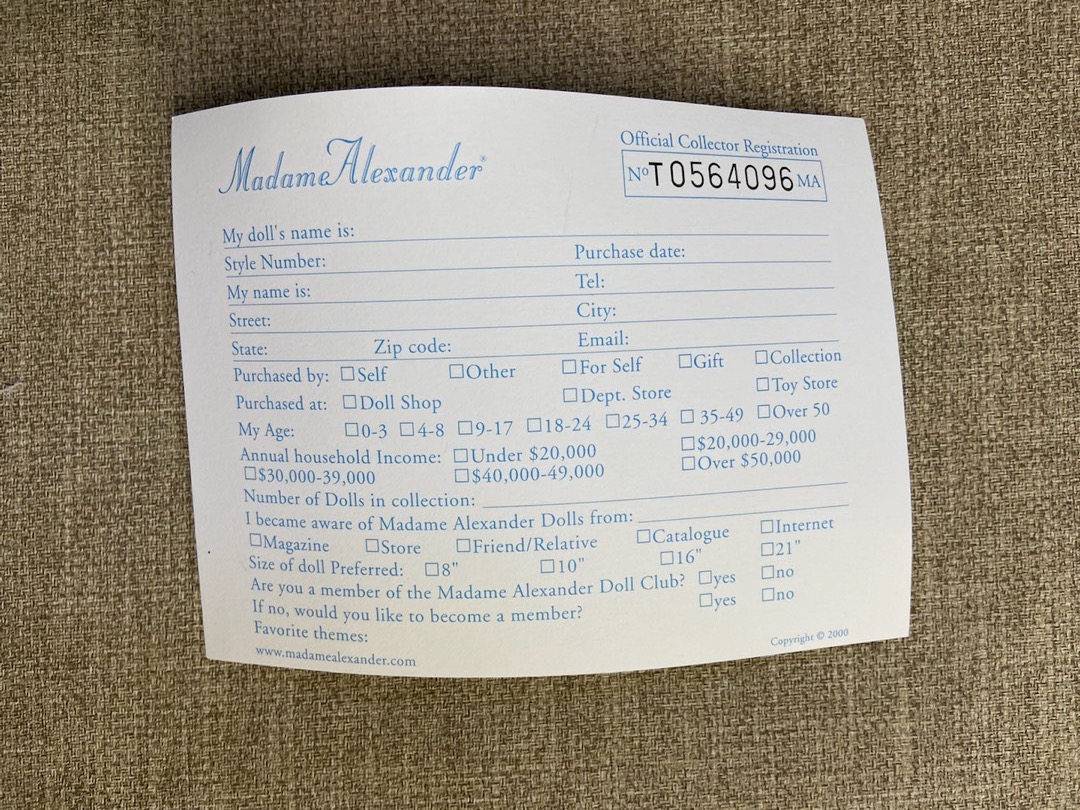 Madame Alexander®
Official Collector Registration
Nº T0564096 MA
My doll's name is:
Style Number: Purchase date:
My name is: Tel:
Street: City:
State: Zip code: Email:
Purchased by: ☐Self ☐Other ☐For Self ☐Gift ☐Collection
Purchased at: ☐Doll Shop ☐Dept. Store ☐Toy Store
My Age: ☐0-3 ☐4-8 ☐9-17 ☐18-24 ☐25-34 ☐35-49 ☐Over 50
Annual household Income: ☐Under $20,000 ☐$20,000-29,000
☐$30,000-39,000 ☐$40,000-49,000 ☐Over $50,000
Number of Dolls in collection:
I became aware of Madame Alexander Dolls from:
☐Magazine ☐Store ☐Friend/Relative ☐Catalogue ☐Internet
Size of doll Preferred: ☐8" ☐10" ☐16" ☐21"
Are you a member of the Madame Alexander Doll Club? ☐yes ☐no
If no, would you like to become a member? ☐yes ☐no
Favorite themes:
www.madamealexander.com
Copyright © 2000